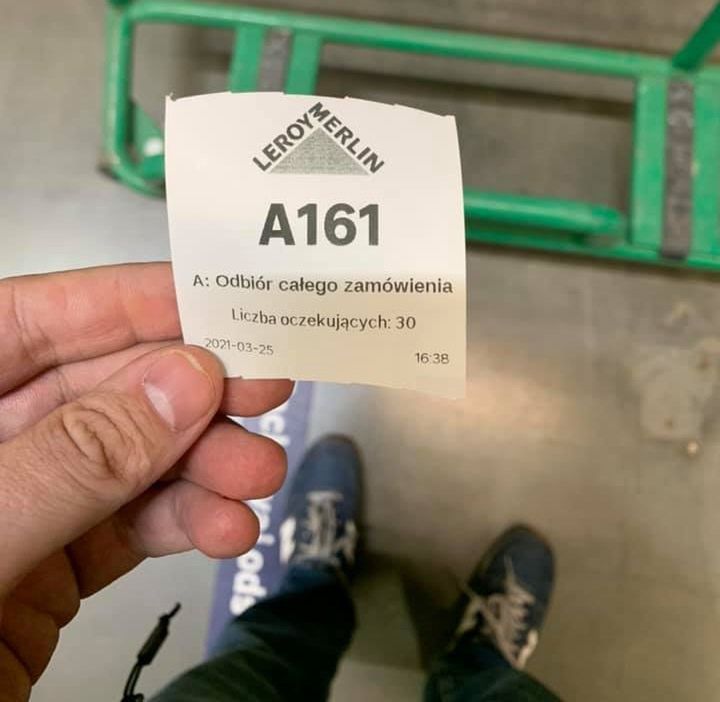 LEROY MERLIN
A161
A: Odbiór całego zamówienia
Liczba oczekujących: 30
2021-03-25 16:38